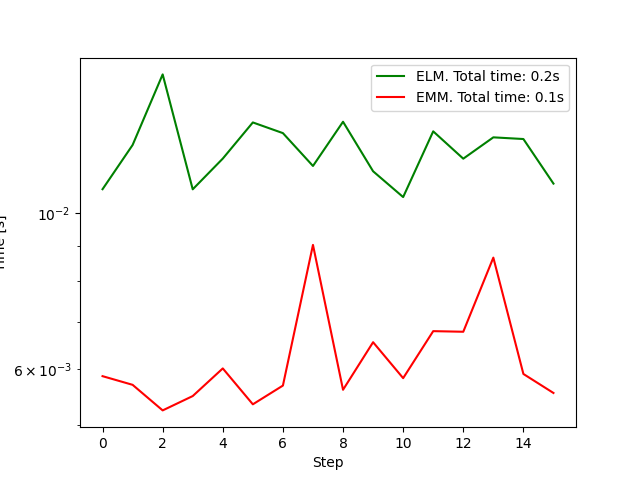 ELM. Total time: 0.2s
EMM. Total time: 0.1s
10⁻²
6 × 10⁻³
[s]
0 2 4 6 8 10 12 14
Step